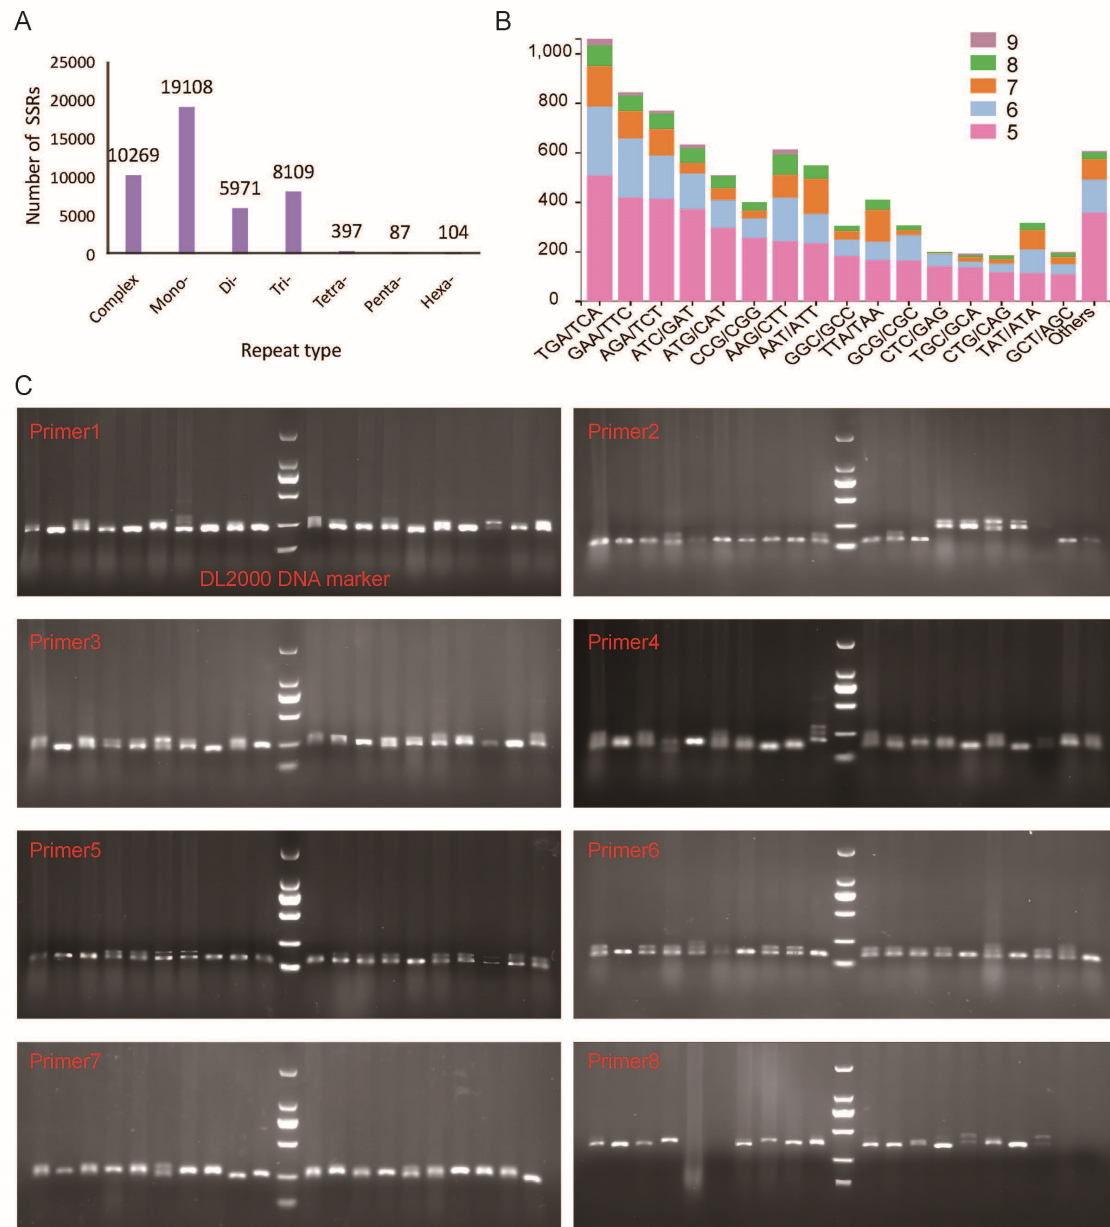 A
Number of SSRs
25000
20000
15000
10000
5000
0
10269
19108
5971
8109
397
87
104
Complex
Mono-
Di-
Tri-
Tetra-
Penta-
Hexa-
Repeat type
B
1,000
800
600
400
200
0
9
8
7
6
5
TGA/TCA
GAA/TTC
AGA/TCT
ATC/GAT
ATG/CAT
CCG/CGG
AAG/CTT
AAT/ATT
GGC/GCC
TTA/TAA
GCG/CGC
CTC/GAG
TGC/GCA
CTG/CAG
TAT/ATA
GCT/AGC
Others
C
Primer1
DL2000 DNA marker
Primer2
Primer3
Primer4
Primer5
Primer6
Primer7
Primer8